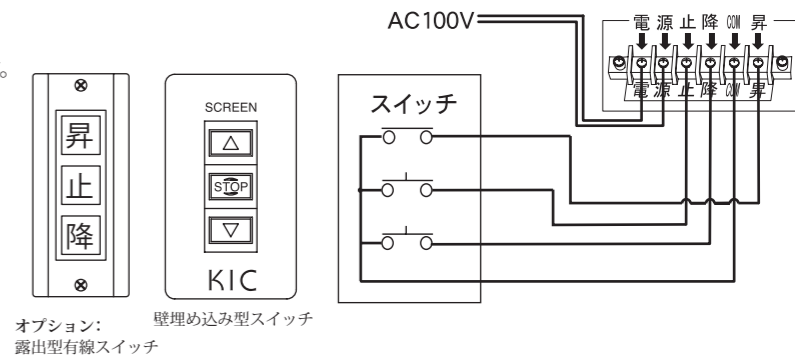 。
AC100V
電 源 止 降 COM 昇
電 源 止 降 COM 昇
スイッチ
昇
止
降
SCREEN
△
STOP
▽
KIC
オプション：
露出型有線スイッチ
壁埋め込み型スイッチ